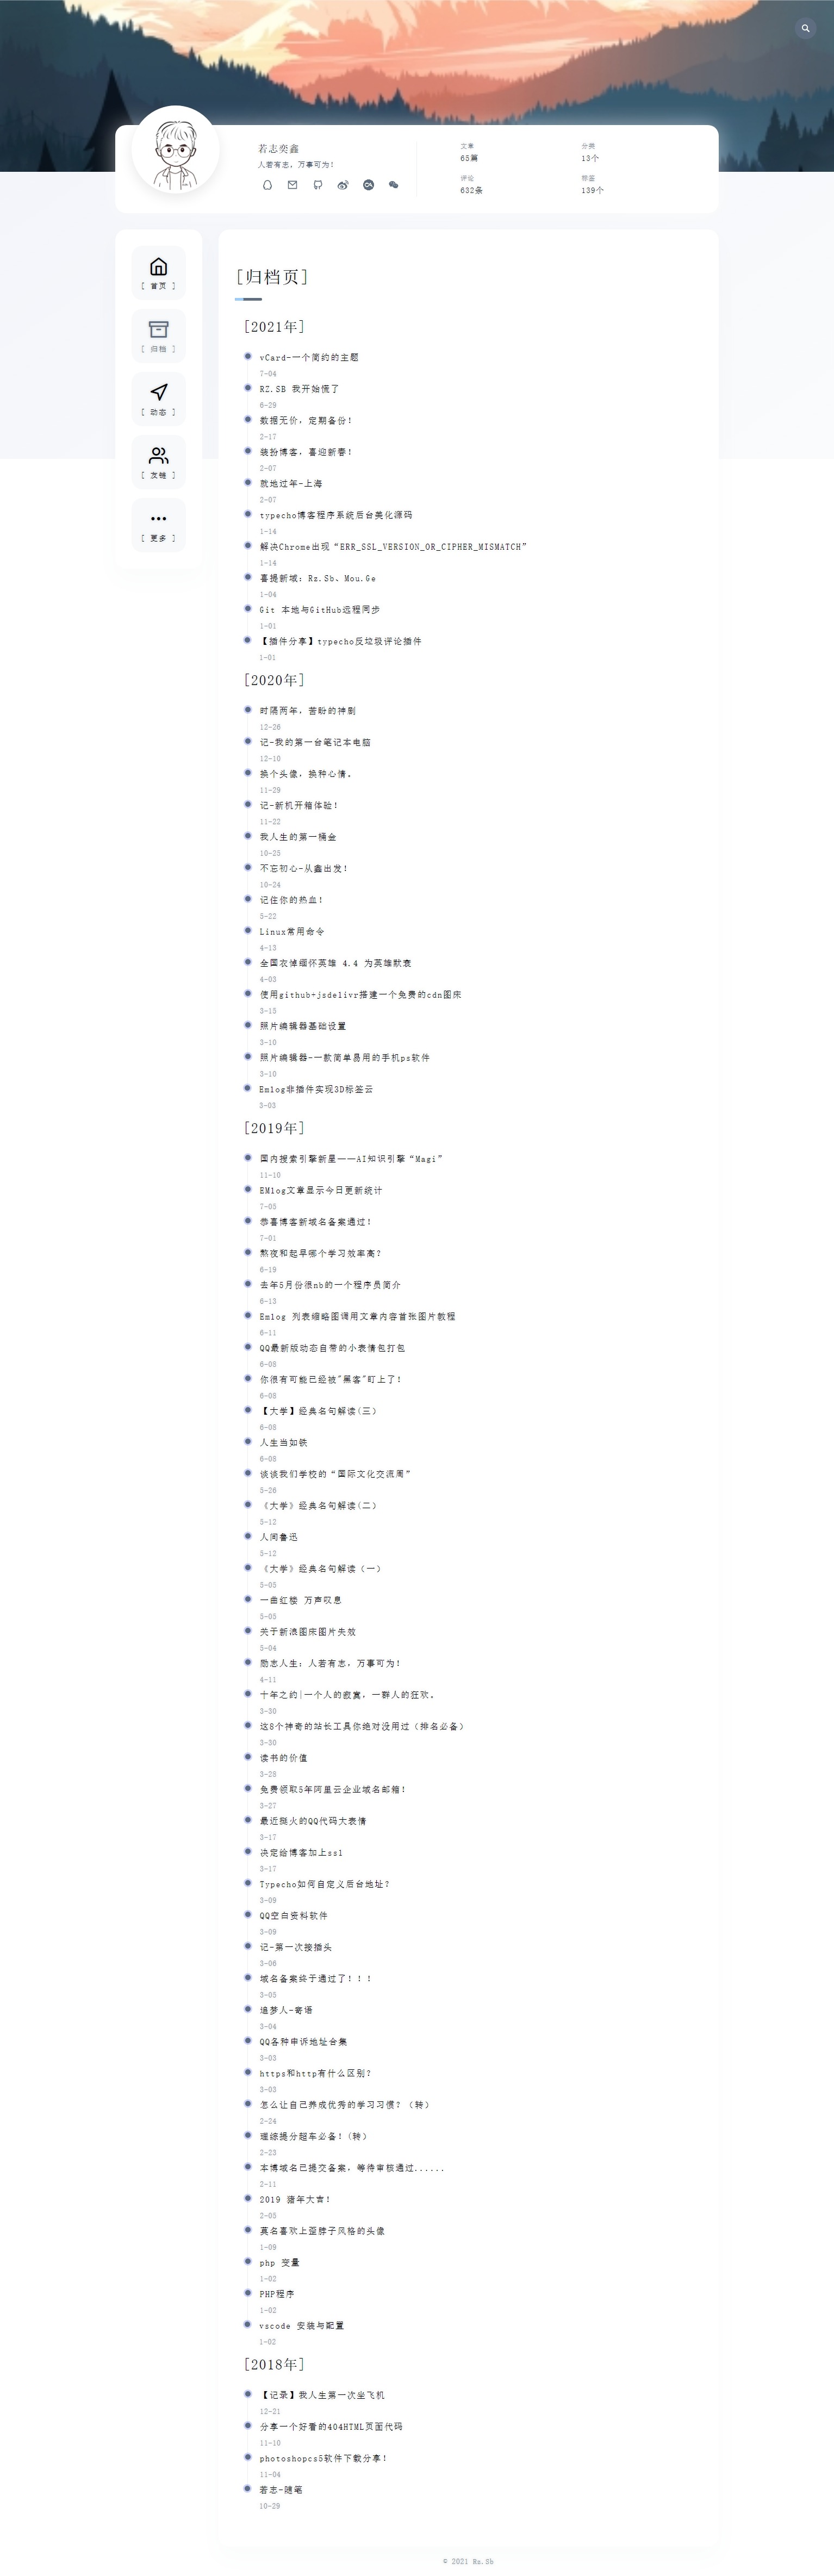 若志奕鑫
人若有志，万事可为！
文章
65篇
分类
13个
评论
632条
标签
139个
[ 首页 ]
[ 归档 ]
[ 动态 ]
[ 友链 ]
[ 更多 ]
[归档页]
[2021年]
vCard-一个简约的主题
7-04
RZ.SB 我开始慌了
6-29
数据无价，定期备份！
2-17
装扮博客，喜迎新春！
2-07
就地过年-上海
2-07
typecho博客程序系统后台美化源码
1-14
解决Chrome出现“ERR_SSL_VERSION_OR_CIPHER_MISMATCH”
1-14
喜提新域：Rz.Sb、Mou.Ge
1-04
Git 本地与GitHub远程同步
1-01
【插件分享】typecho反垃圾评论插件
1-01
[2020年]
时隔两年，苦盼的神剧
12-26
记-我的第一台笔记本电脑
12-10
换个头像，换种心情。
11-29
记-新机开箱体验！
11-22
我人生的第一桶金
10-25
不忘初心-从鑫出发！
10-24
记住你的热血！
5-22
Linux常用命令
4-13
全国哀悼缅怀英雄 4.4 为英雄默哀
4-03
使用github+jsdelivr搭建一个免费的cdn图床
3-15
照片编辑器基础设置
3-10
照片编辑器-一款简单易用的手机ps软件
3-10
Emlog非插件实现3D标签云
3-03
[2019年]
国内搜索引擎新星——AI知识引擎“Magi”
11-10
EMlog文章显示今日更新统计
7-05
恭喜博客新域名备案通过！
7-01
熬夜和起早哪个学习效率高？
6-19
去年5月份很nb的一个程序员简介
6-13
Emlog 列表缩略图调用文章内容首张图片教程
6-11
QQ最新版动态自带的小表情包打包
6-08
你很有可能已经被"黑客"盯上了！
6-08
【大学】经典名句解读(三)
6-08
人生当如铁
6-08
谈谈我们学校的“国际文化交流周”
5-26
《大学》经典名句解读(二)
5-12
人间鲁迅
5-12
《大学》经典名句解读（一）
5-05
一曲红楼 万声叹息
5-05
关于新浪图床图片失效
5-04
励志人生：人若有志，万事可为！
4-11
十年之约|一个人的寂寞，一群人的狂欢。
3-30
这8个神奇的站长工具你绝对没用过（排名必备）
3-30
读书的价值
3-28
免费领取5年阿里云企业域名邮箱！
3-27
最近挺火的QQ代码大表情
3-17
决定给博客加上ssl
3-17
Typecho如何自定义后台地址？
3-09
QQ空白资料软件
3-09
记-第一次接插头
3-06
域名备案终于通过了！！！
3-05
追梦人-寄语
3-04
QQ各种申诉地址合集
3-03
https和http有什么区别？
3-03
怎么让自己养成优秀的学习习惯？（转）
2-24
理综提分超车必备！(转)
2-23
本博域名已提交备案，等待审核通过......
2-11
2019 猪年大吉！
2-05
莫名喜欢上歪脖子风格的头像
1-09
php 变量
1-02
PHP程序
1-02
vscode 安装与配置
1-02
[2018年]
【记录】我人生第一次坐飞机
12-21
分享一个好看的404HTML页面代码
11-10
photoshopcs5软件下载分享！
11-04
若志-随笔
10-29
© 2021 Rz.Sb